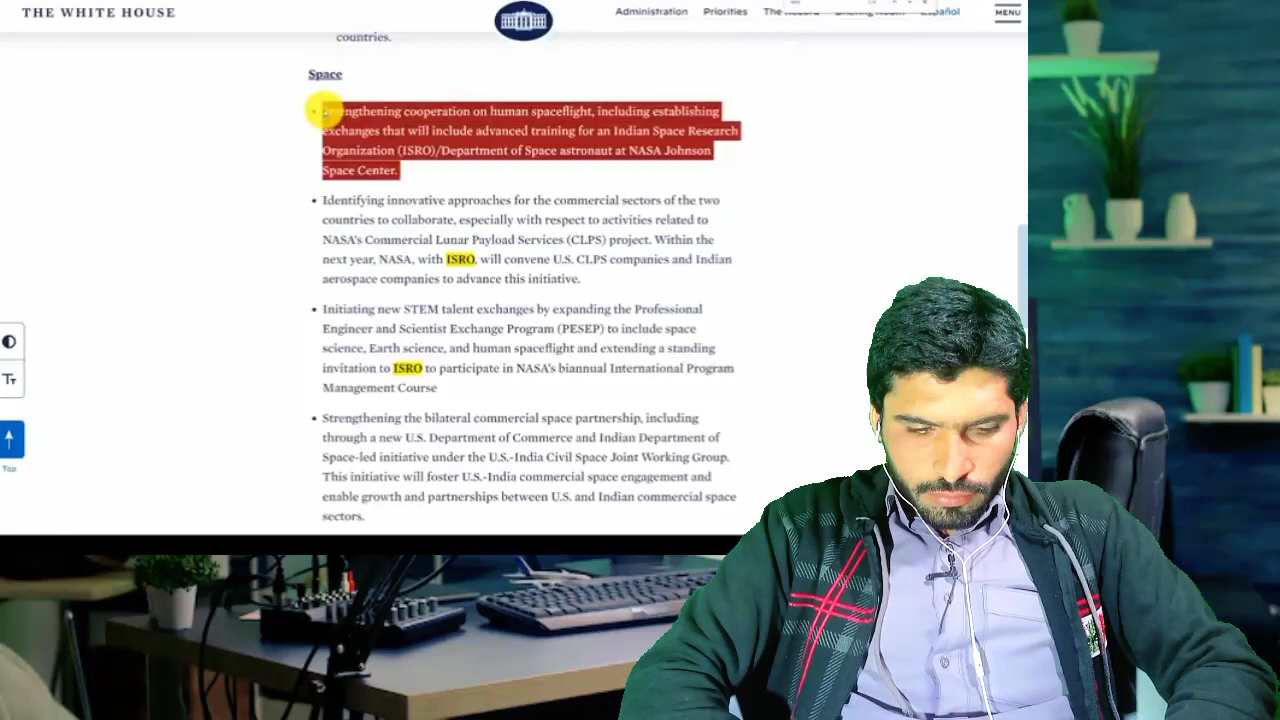 THE WHITE HOUSE
Administration
Priorities
The Record
Briefing Room
Español
MENU
countries.
Space
• Strengthening cooperation on human spaceflight, including establishing
exchanges that will include advanced training for an Indian Space Research
Organization (ISRO)/Department of Space astronaut at NASA Johnson
Space Center.
• Identifying innovative approaches for the commercial sectors of the two
countries to collaborate, especially with respect to activities related to
NASA's Commercial Lunar Payload Services (CLPS) project. Within the
next year, NASA, with ISRO, will convene U.S. CLPS companies and Indian
aerospace companies to advance this initiative.
• Initiating new STEM talent exchanges by expanding the Professional
Engineer and Scientist Exchange Program (PESEP) to include space
science, Earth science, and human spaceflight and extending a standing
invitation to ISRO to participate in NASA's biannual International Program
Management Course
• Strengthening the bilateral commercial space partnership, including
through a new U.S. Department of Commerce and Indian Department of
Space-led initiative under the U.S.-India Civil Space Joint Working Group.
This initiative will foster U.S.-India commercial space engagement and
enable growth and partnerships between U.S. and Indian commercial space
sectors.
TT
Top